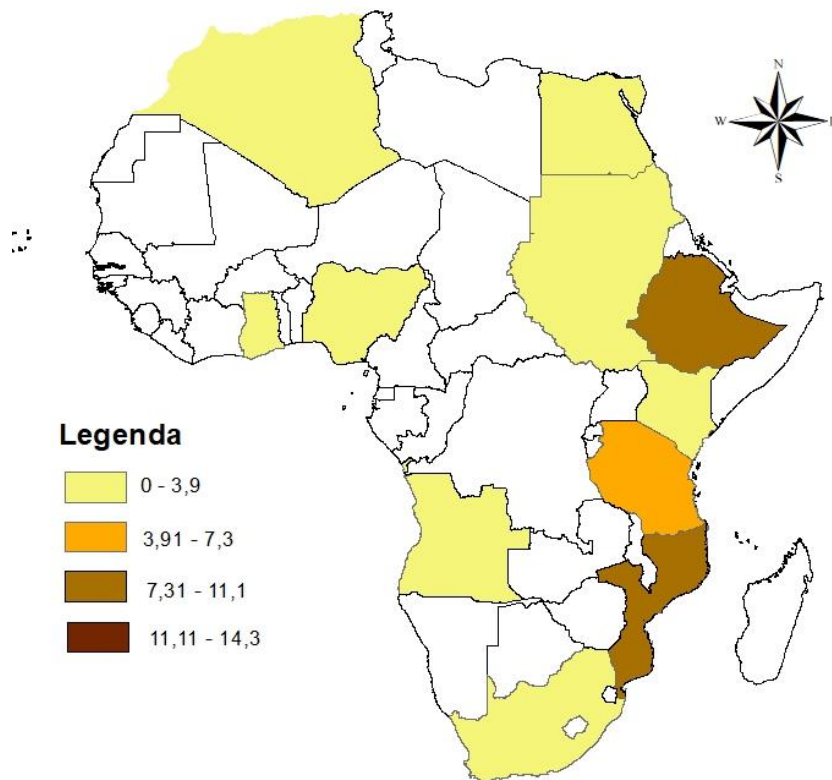 N
W
E
S
Legenda
0 - 3,9
3,91 - 7,3
7,31 - 11,1
11,11 - 14,3